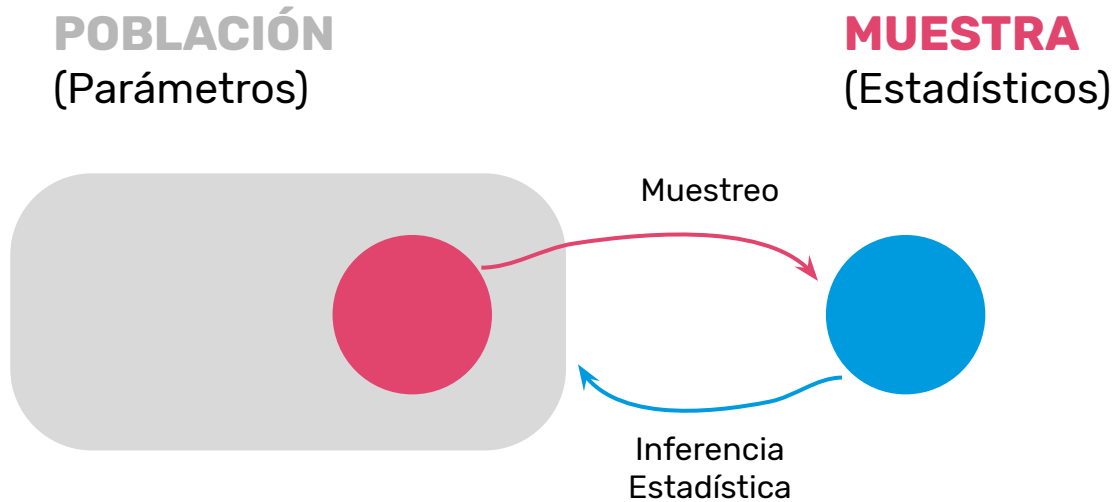 POBLACIÓN
(Parámetros)
MUESTRA
(Estadísticos)
Muestreo
Inferencia
Estadística